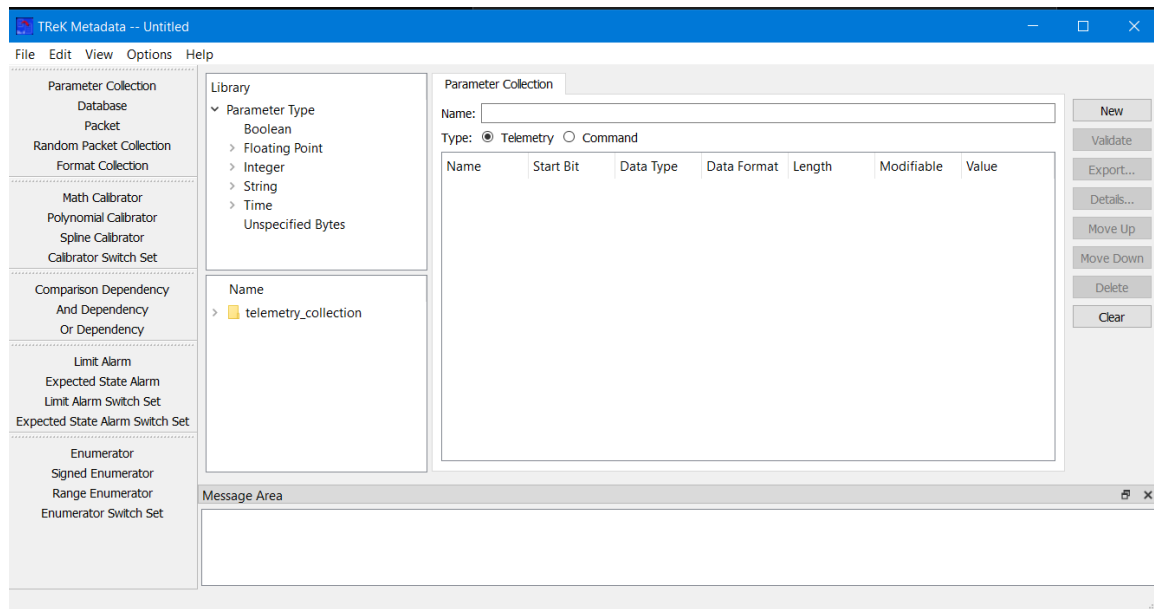 TReK Metadata -- Untitled
File Edit View Options Help
Parameter Collection
Database
Packet
Random Packet Collection
Format Collection
Math Calibrator
Polynomial Calibrator
Spline Calibrator
Calibrator Switch Set
Comparison Dependency
And Dependency
Or Dependency
Limit Alarm
Expected State Alarm
Limit Alarm Switch Set
Expected State Alarm Switch Set
Enumerator
Signed Enumerator
Range Enumerator
Enumerator Switch Set
Library
Parameter Type
Boolean
Floating Point
Integer
String
Time
Unspecified Bytes
Name
telemetry_collection
Parameter Collection
Name:
Type: Telemetry Command
Name Start Bit Data Type Data Format Length Modifiable Value
New
Validate
Export...
Details...
Move Up
Move Down
Delete
Clear
Message Area